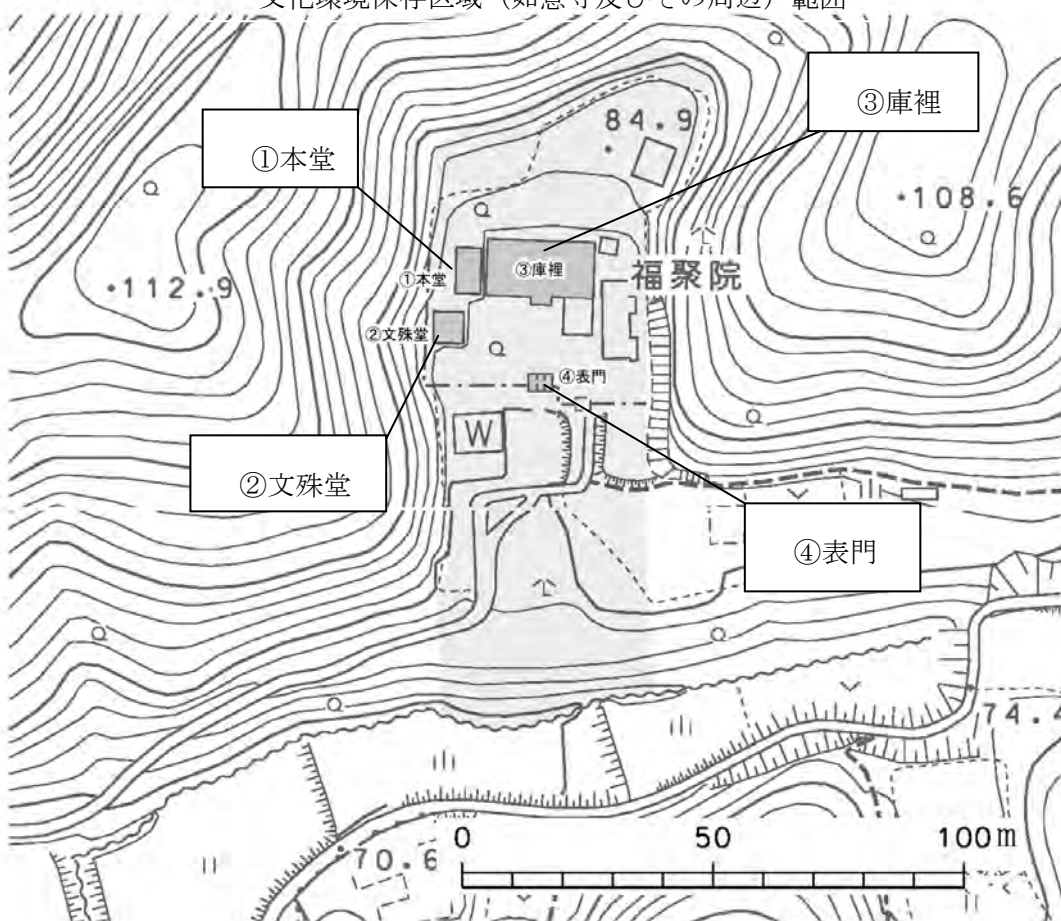 文化環境保存区域（如意寺及びその周辺）範囲
③庫裡
84.9
①本堂
108.6
③庫裡
福聚院
①本堂
112.9
②文殊堂
④表門
W
②文殊堂
④表門
74.4
0 50 100m
70.6